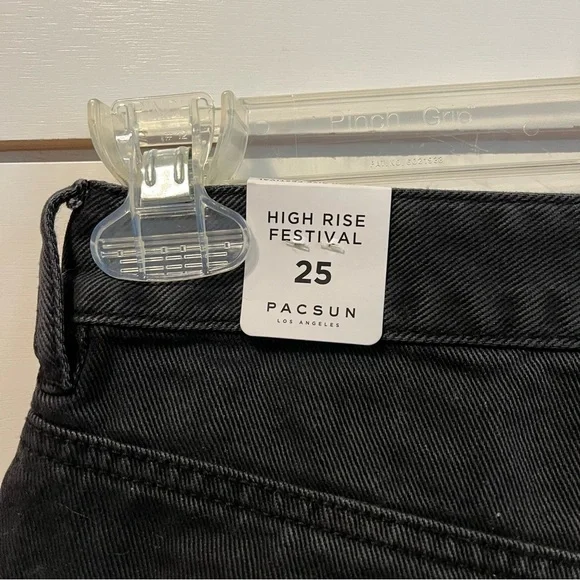 Pinch Grip
HIGH RISE
FESTIVAL
25
PACSUN
LOS ANGELES